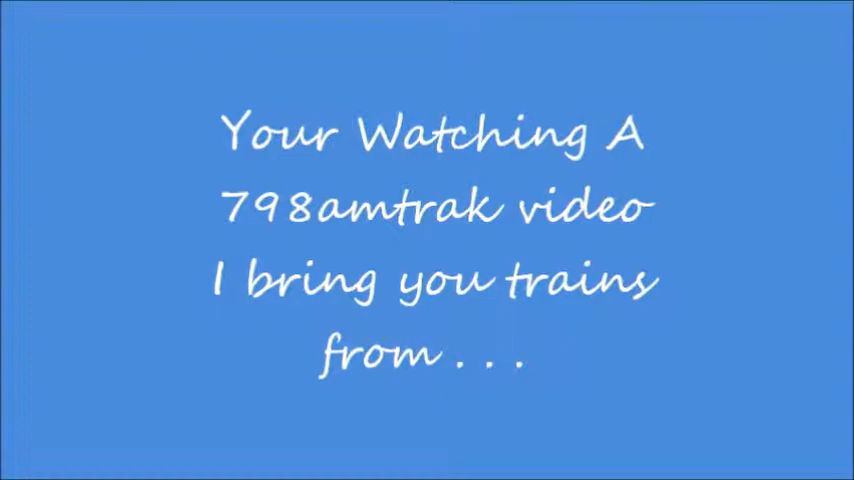 Your Watching A
798amtrak video
I bring you trains
from . . .